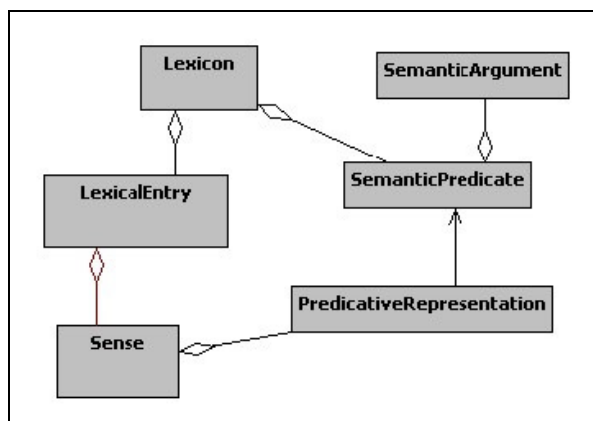 Lexicon
SemanticArgument
LexicalEntry
SemanticPredicate
PredicativeRepresentation
Sense